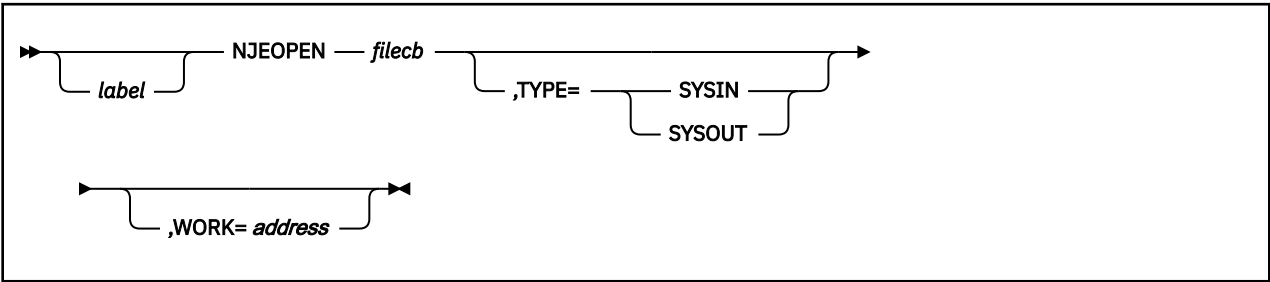 NJEOPEN filecb
label ,TYPE= SYSIN
SYSOUT
,WORK= address